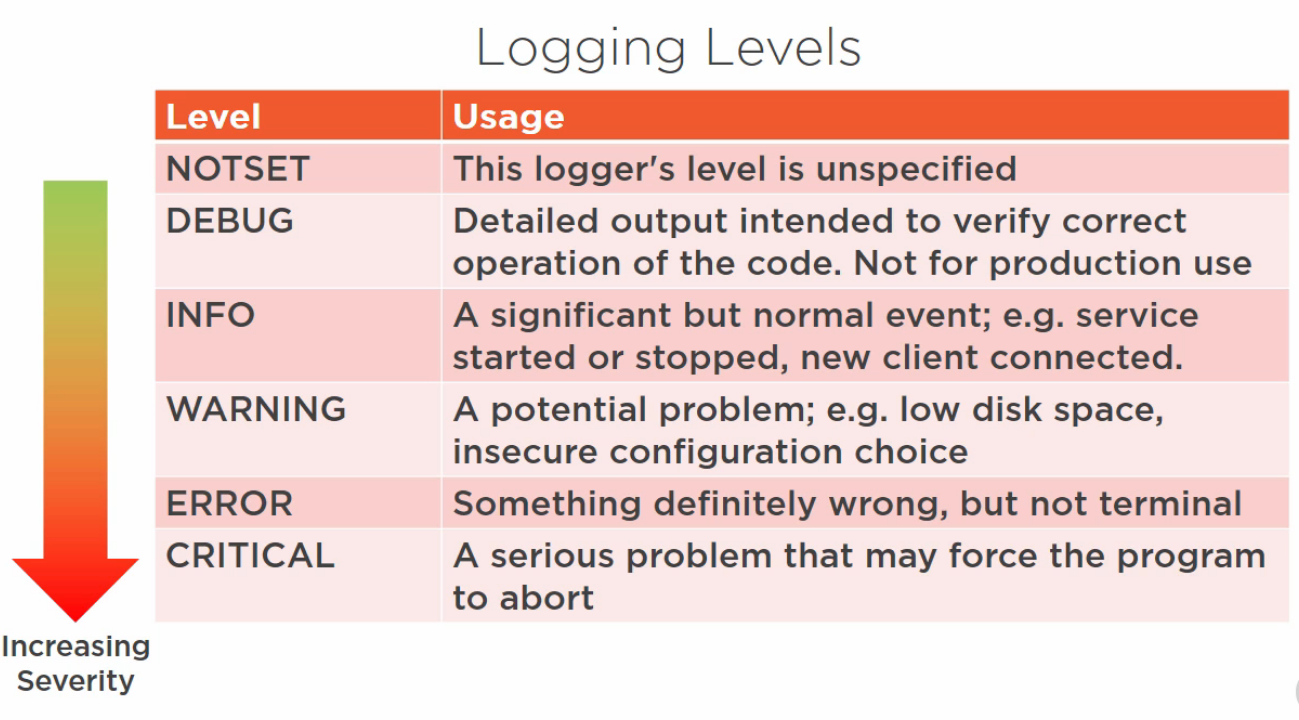 Logging Levels
Level Usage
NOTSET This logger's level is unspecified
DEBUG Detailed output intended to verify correct
operation of the code. Not for production use
INFO A significant but normal event; e.g. service
started or stopped, new client connected.
WARNING A potential problem; e.g. low disk space,
insecure configuration choice
ERROR Something definitely wrong, but not terminal
CRITICAL A serious problem that may force the program
to abort
Increasing
Severity